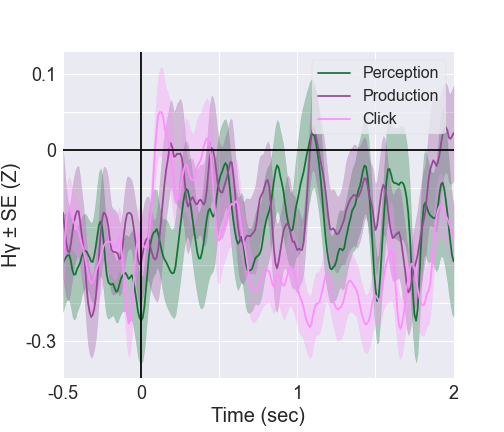 Perception
Production
Click
0.1
0
-0.3
Hγ ± SE (Z)
-0.5
0
1
2
Time (sec)